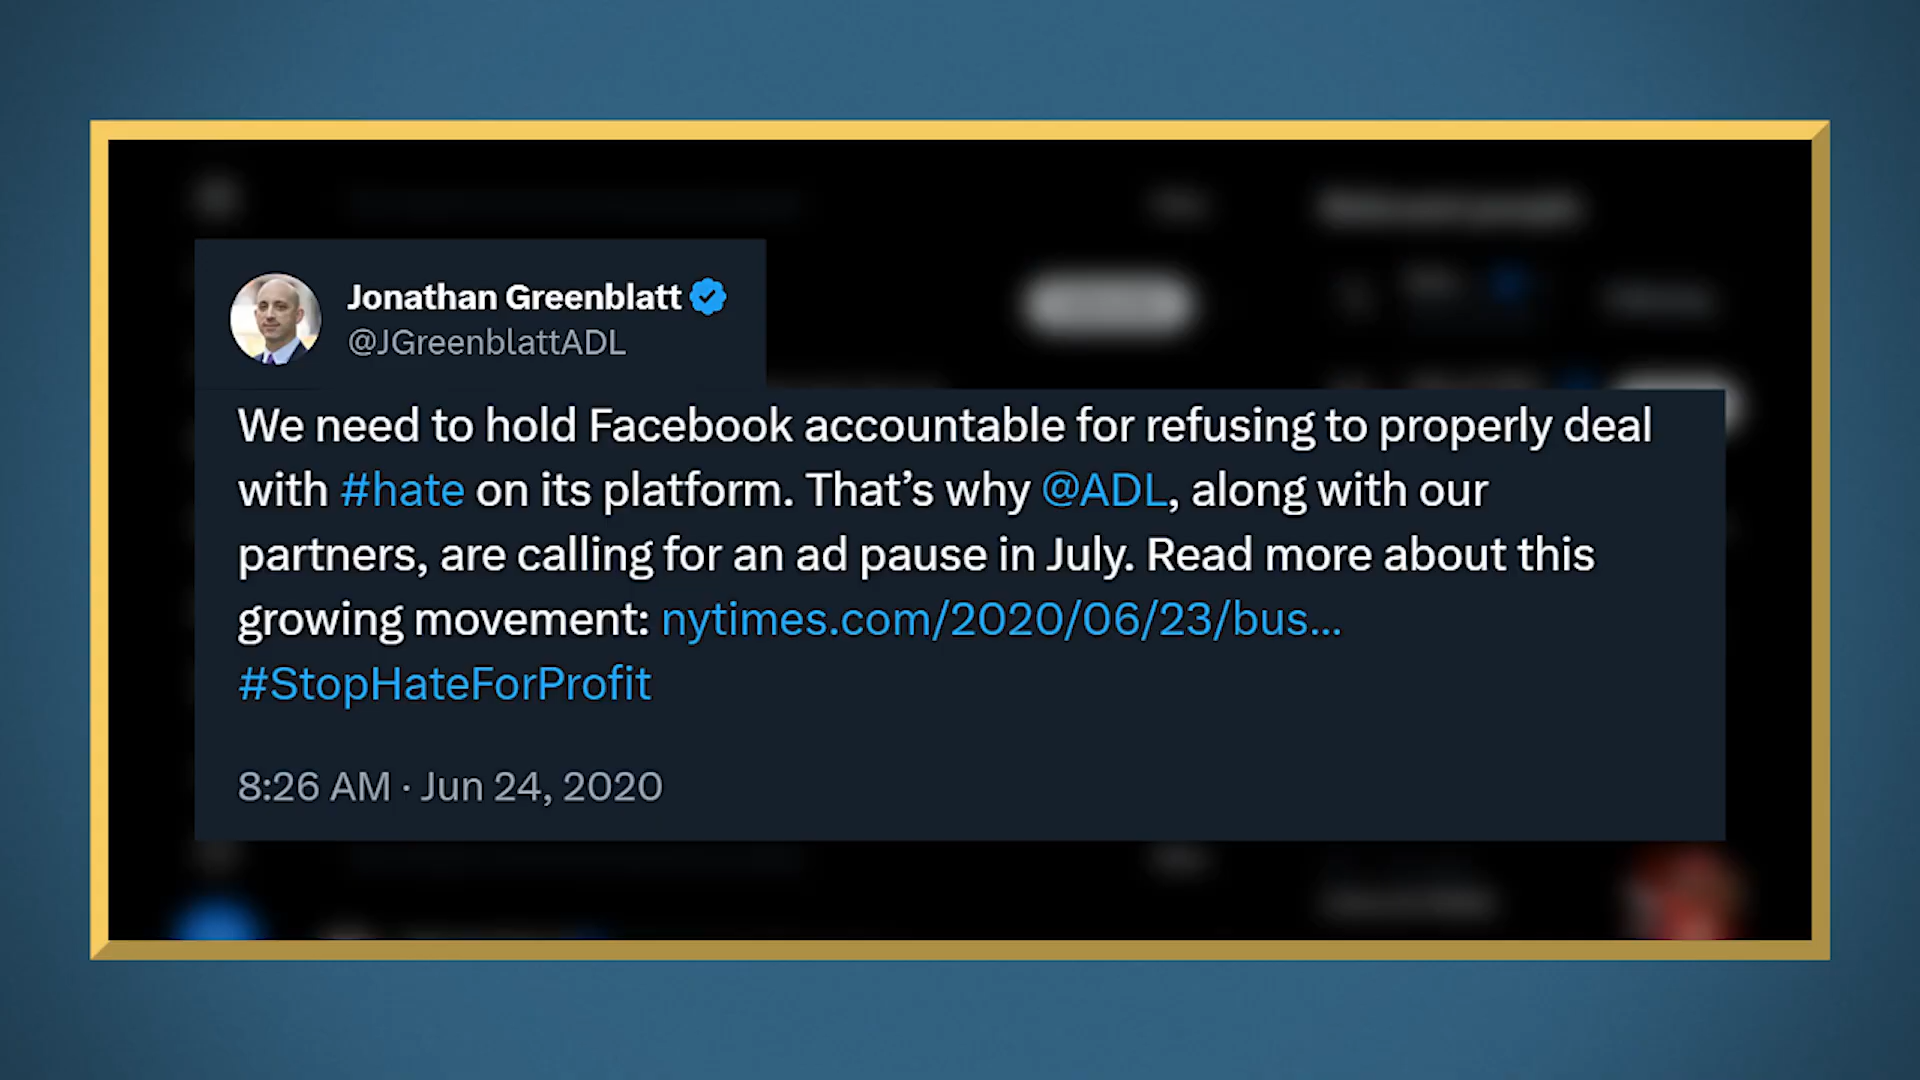 Jonathan Greenblatt
@JGreenblattADL
We need to hold Facebook accountable for refusing to properly deal
with #hate on its platform. That’s why @ADL, along with our
partners, are calling for an ad pause in July. Read more about this
growing movement: nytimes.com/2020/06/23/bus...
#StopHateForProfit
8:26 AM · Jun 24, 2020